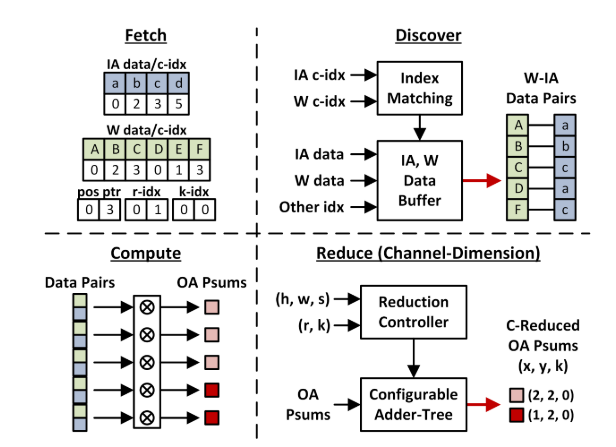 Fetch
IA data/c-idx
a b c d
0 2 3 5
W data/c-idx
A B C D E F
0 2 3 0 1 3
pos ptr r-idx k-idx
0 3 0 1 0 0
Discover
IA c-idx
W c-idx
Index
Matching
IA data
W data
Other idx
IA, W
Data
Buffer
W-IA
Data Pairs
A a
B b
C c
D a
F c
Compute
Data Pairs OA Psums
⊗
⊗
⊗
⊗
⊗
Reduce (Channel-Dimension)
(h, w, s)
(r, k)
Reduction
Controller
OA
Psums
Configurable
Adder-Tree
C-Reduced
OA Psums
(x, y, k)
(2, 2, 0)
(1, 2, 0)